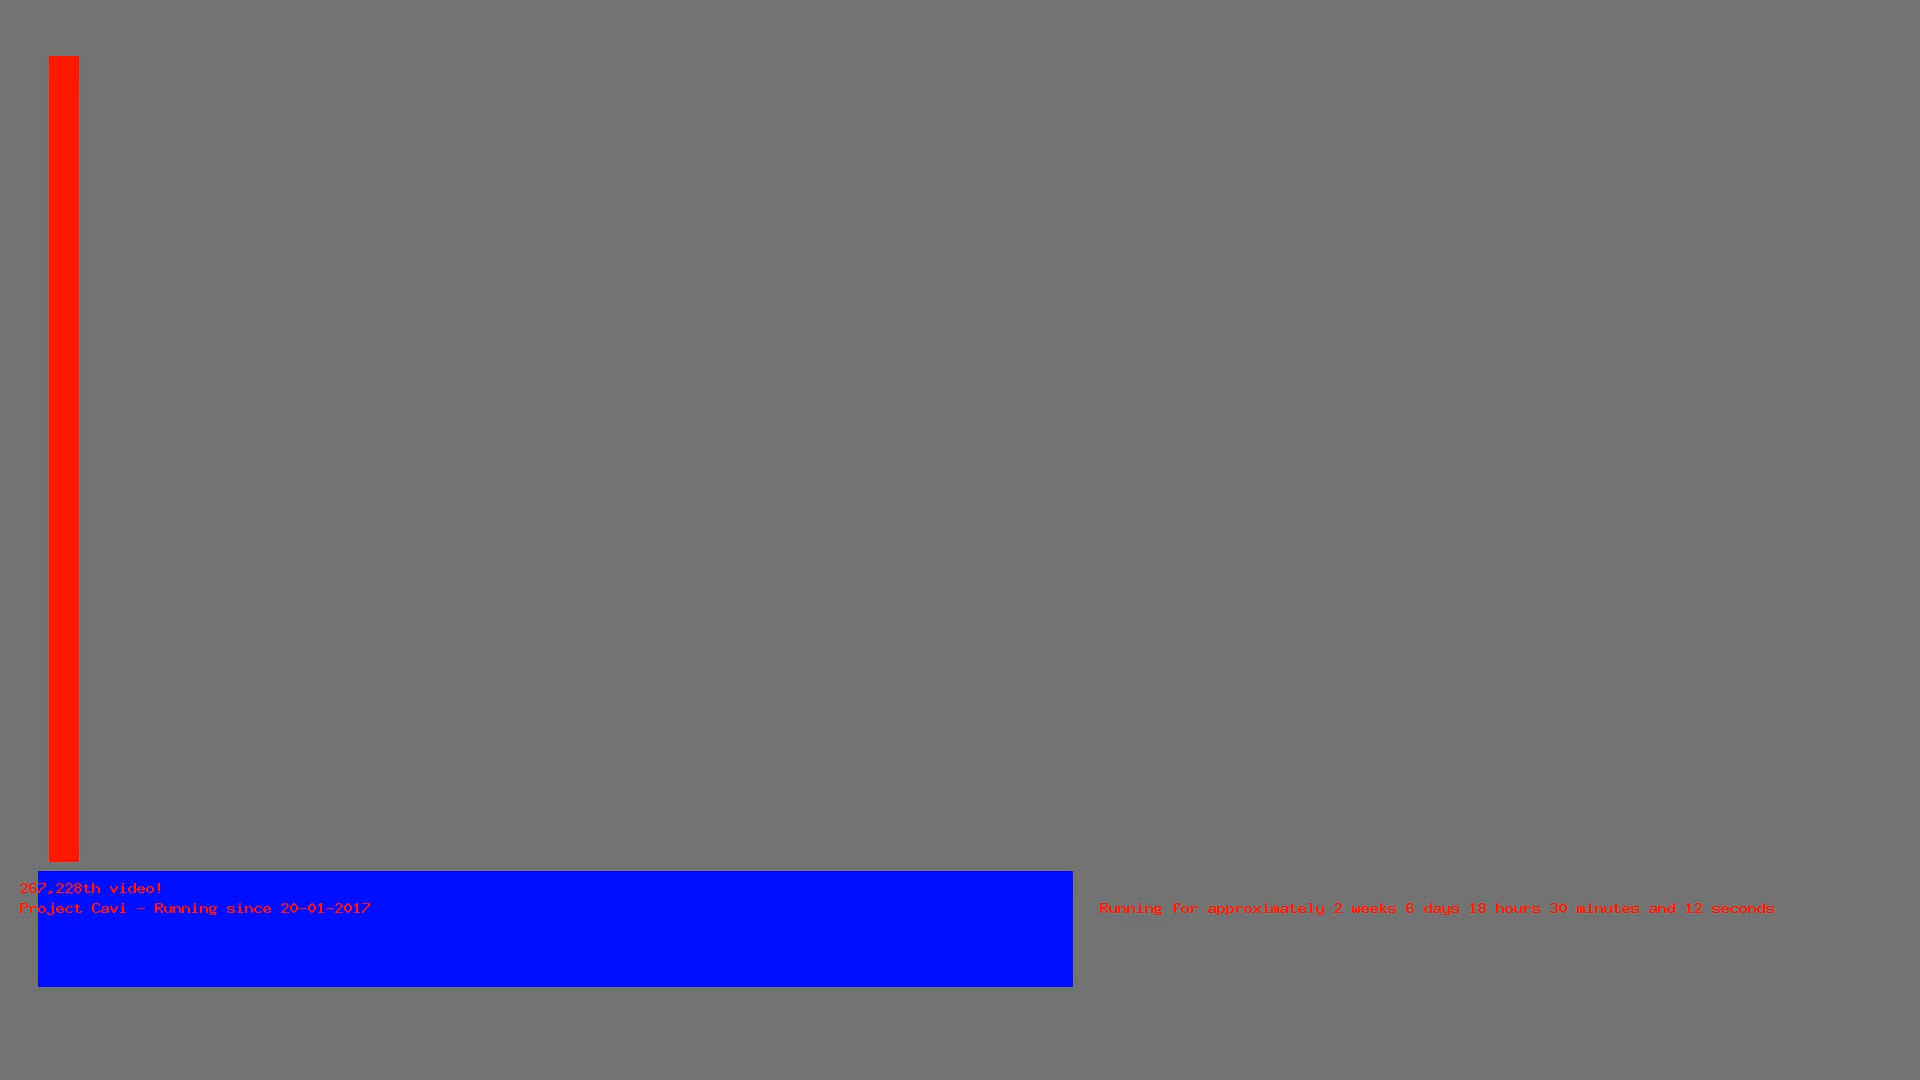 267,228th video!
Project Cavi - Running since 20-01-2017
Running for approximately 2 weeks 6 days 18 hours 30 minutes and 12 seconds